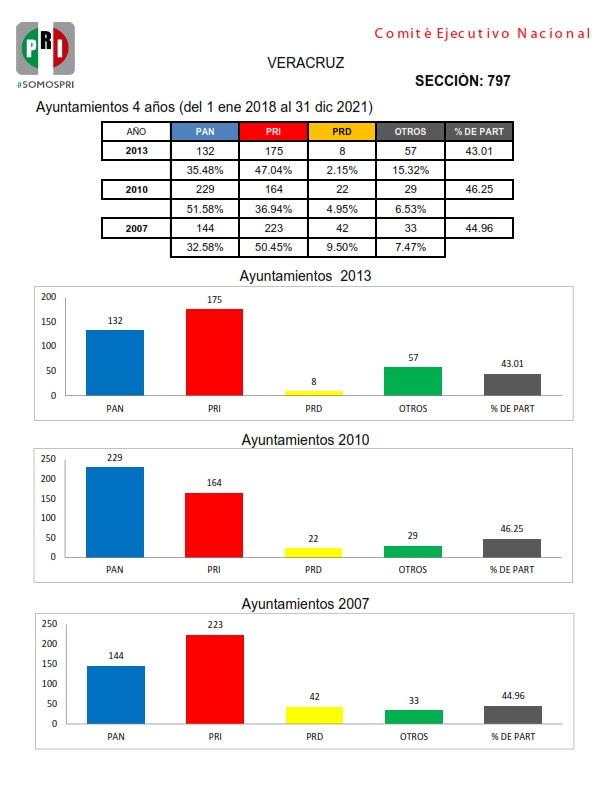 Comité Ejecutivo Nacional
PRI
#SOMOSPRI
VERACRUZ
SECCIÓN: 797
Ayuntamientos 4 años (del 1 ene 2018 al 31 dic 2021)
AÑO PAN PRI PRD OTROS % DE PART
2013 132 175 8 57 43.01
35.48% 47.04% 2.15% 15.32%
2010 229 164 22 29 46.25
51.58% 36.94% 4.95% 6.53%
2007 144 223 42 33 44.96
32.58% 50.45% 9.50% 7.47%
Ayuntamientos 2013
200
150
100
50
0
132 175 8 57 43.01
PAN PRI PRD OTROS % DE PART
Ayuntamientos 2010
250
200
150
100
50
0
229 164 22 29 46.25
PAN PRI PRD OTROS % DE PART
Ayuntamientos 2007
250
200
150
100
50
0
144 223 42 33 44.96
PAN PRI PRD OTROS % DE PART